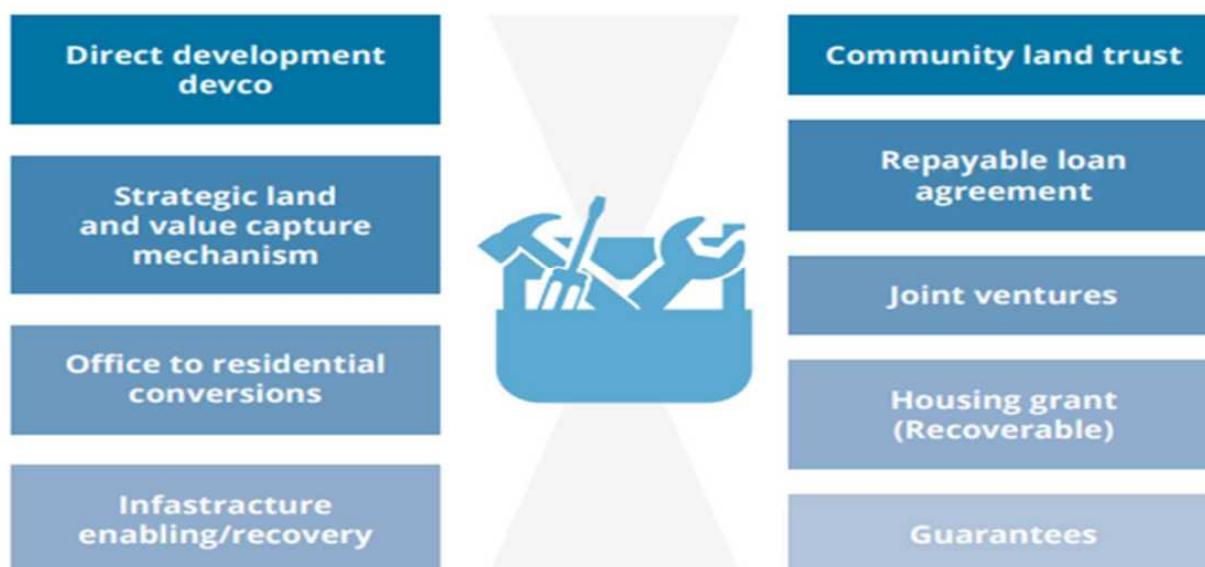 Direct development
devco
Strategic land
and value capture
mechanism
Office to residential
conversions
Infastracture
enabling/recovery
Community land trust
Repayable loan
agreement
Joint ventures
Housing grant
(Recoverable)
Guarantees